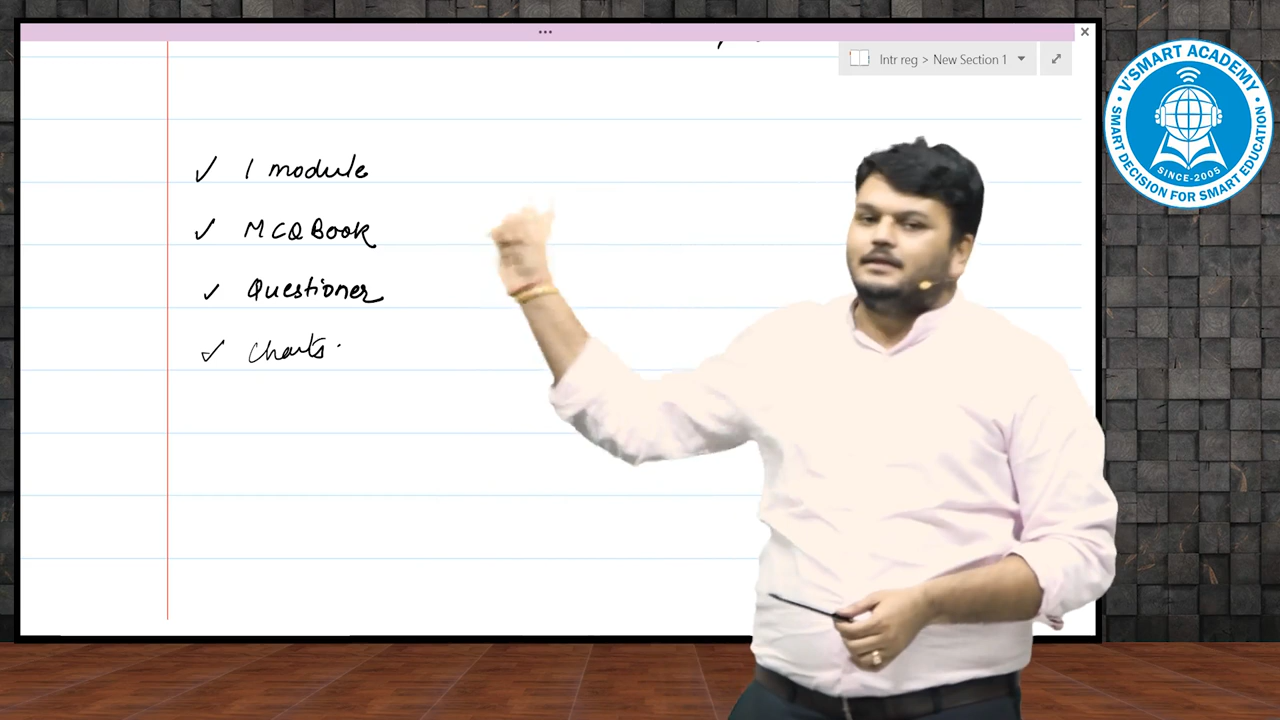 Intr reg > New Section 1
✓ 1 module
✓ MCQ Book
✓ Questioner
✓ Charts.
V'SMART ACADEMY
SINCE-2005
SMART DECISION FOR SMART EDUCATION